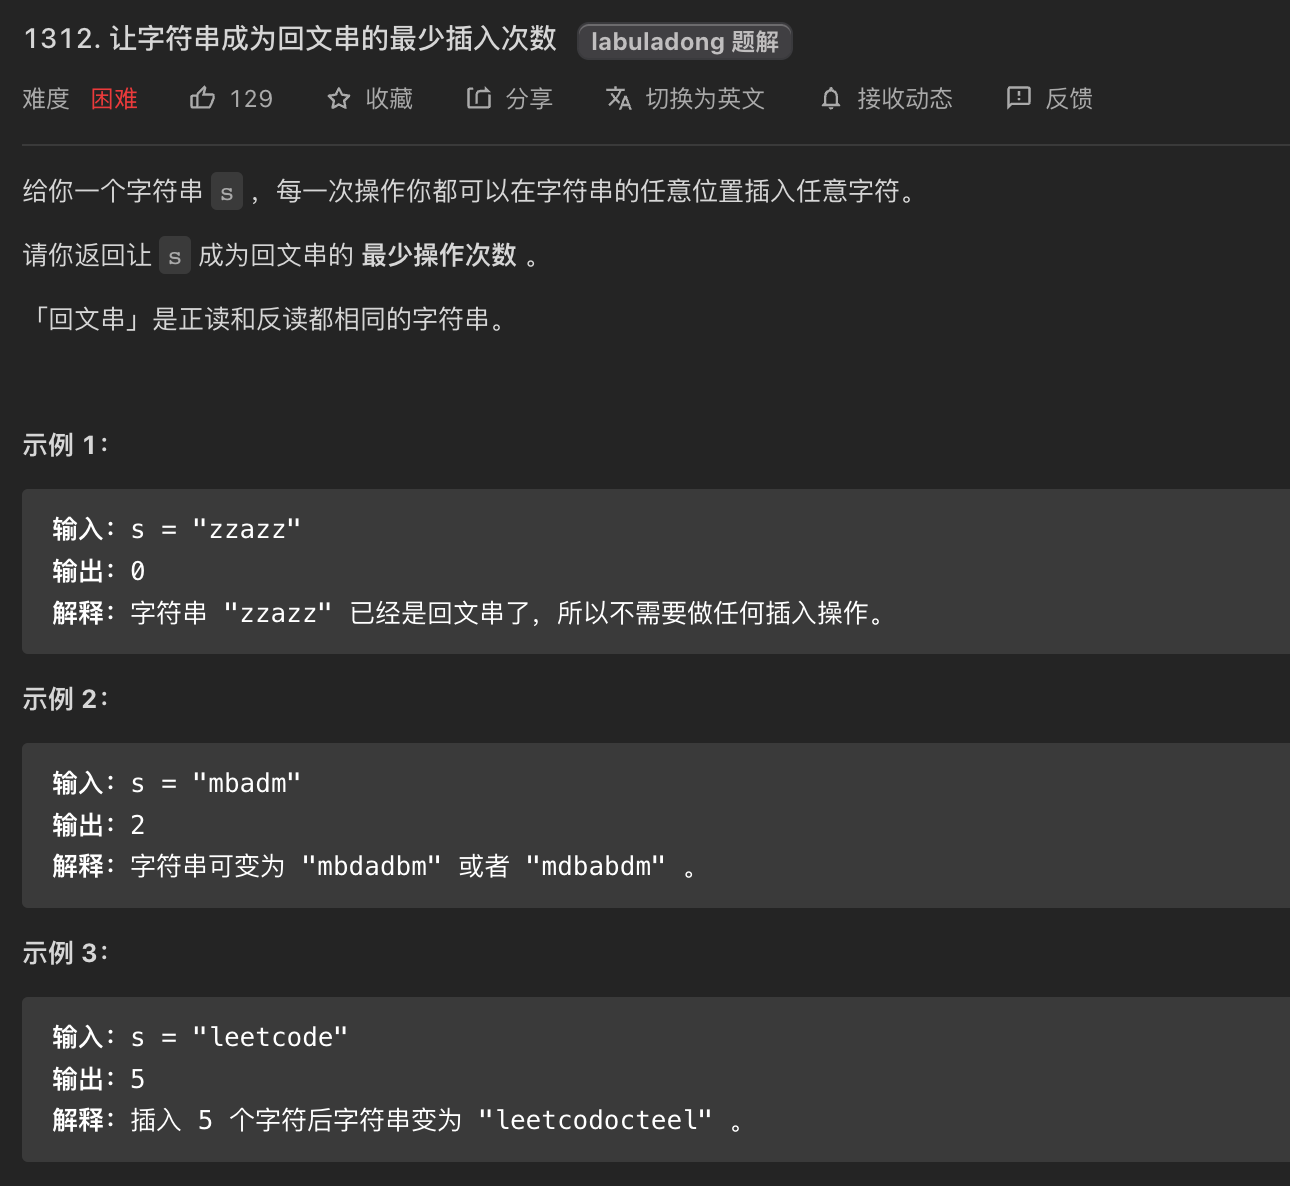 1312. 让字符串成为回文串的最少插入次数 labuladong 题解
难度 困难 129 收藏 分享 切换为英文 接收动态 反馈
给你一个字符串 s ，每一次操作你都可以在字符串的任意位置插入任意字符。
请你返回让 s 成为回文串的 最少操作次数 。
「回文串」是正读和反读都相同的字符串。
示例 1：
输入：s = "zzazz"
输出：0
解释：字符串 "zzazz" 已经是回文串了，所以不需要做任何插入操作。
示例 2：
输入：s = "mbadm"
输出：2
解释：字符串可变为 "mbdadbm" 或者 "mdbabdm" 。
示例 3：
输入：s = "leetcode"
输出：5
解释：插入 5 个字符后字符串变为 "leetcodocteel" 。